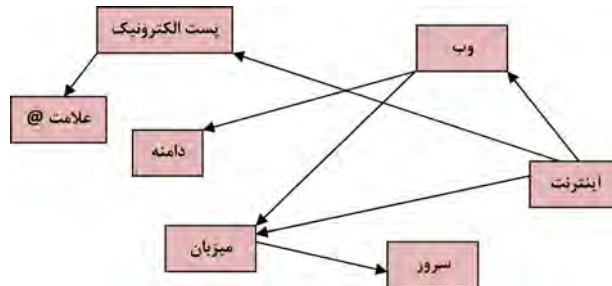 پست الکترونیک
وب
علامت @
دامنه
اینترنت
میزبان
سرور